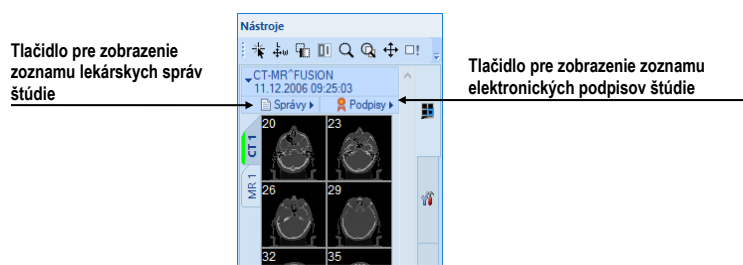 Nástroje
Tlačidlo pre zobrazenie
zoznamu lekárskych správ
štúdie
Tlačidlo pre zobrazenie zoznamu
elektronických podpisov štúdie
CT-MR^FUSION
11.12.2006 09:25:03
Správy
Podpisy
CT 1
MR 1
20
23
26
29
32
35